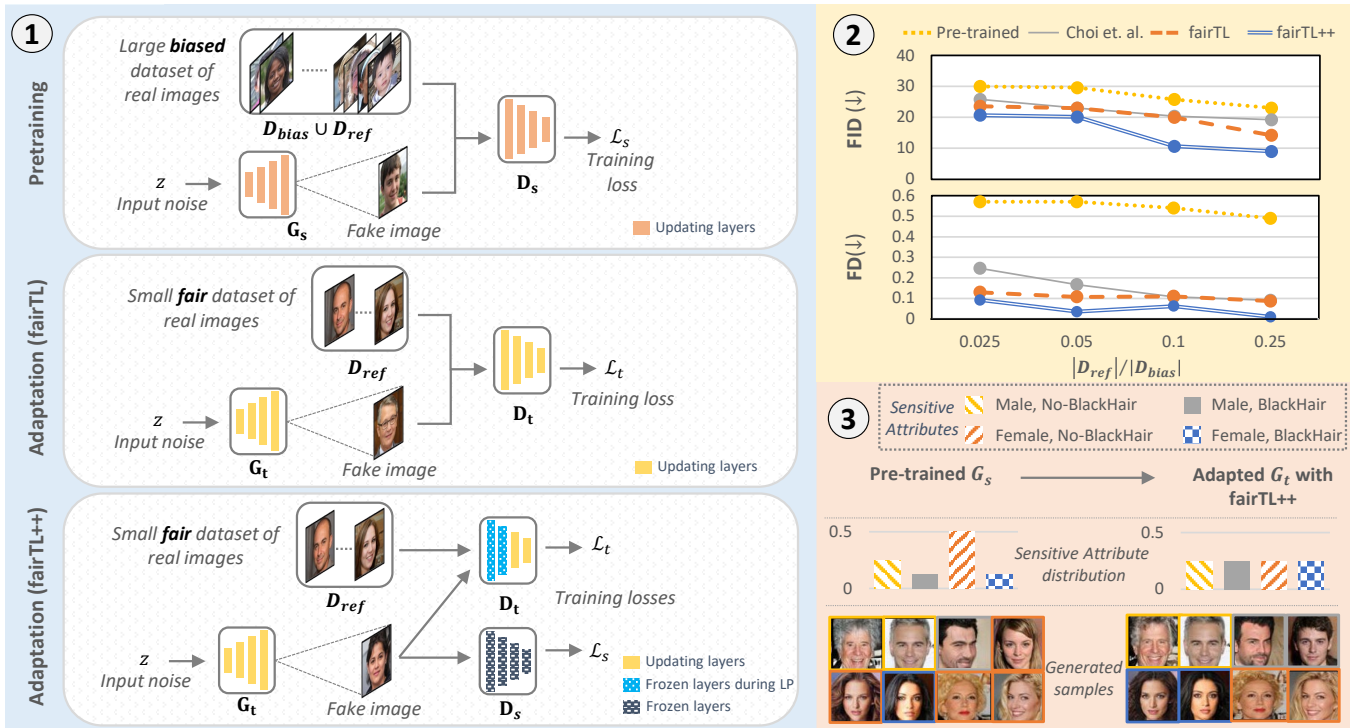 1
Pretraining
Large biased
dataset of
real images
D_bias ∪ D_ref
z
Input noise
G_s
Fake image
D_s
ℒ_s
Training
loss
Updating layers
Adaptation (fairTL)
Small fair dataset of
real images
D_ref
z
Input noise
G_t
Fake image
D_t
ℒ_t
Training loss
Updating layers
Adaptation (fairTL++)
Small fair dataset of
real images
D_ref
z
Input noise
G_t
Fake image
D_t
ℒ_t
Training losses
D_s
ℒ_s
Updating layers
Frozen layers during LP
Frozen layers
2
Pre-trained Choi et. al. fairTL fairTL++
FID (↓)
40
30
20
10
0
FD(↓)
0.6
0.5
0.4
0.3
0.2
0.1
0
0.025 0.05 0.1 0.25
|D_ref|/|D_bias|
3
Sensitive
Attributes
Male, No-BlackHair Male, BlackHair
Female, No-BlackHair Female, BlackHair
Pre-trained G_s
Adapted G_t with
fairTL++
0.5
0
Sensitive Attribute
distribution
0.5
0
Generated
samples